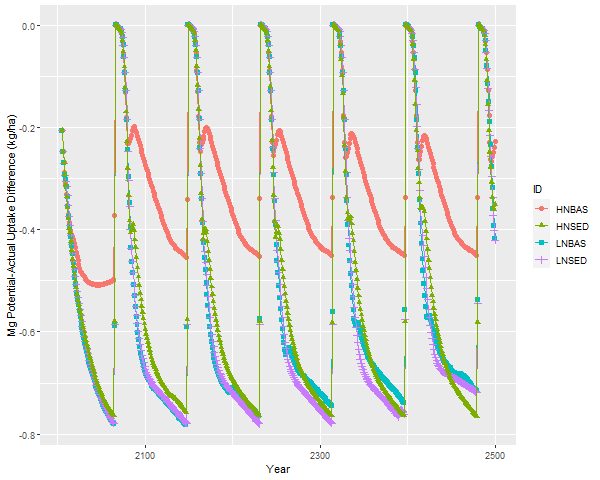 Mg Potential-Actual Uptake Difference (kg/ha)
0.0
-0.2
-0.4
-0.6
-0.8
2100
2300
2500
Year
ID
HNBAS
HNSED
LNBAS
LNSED